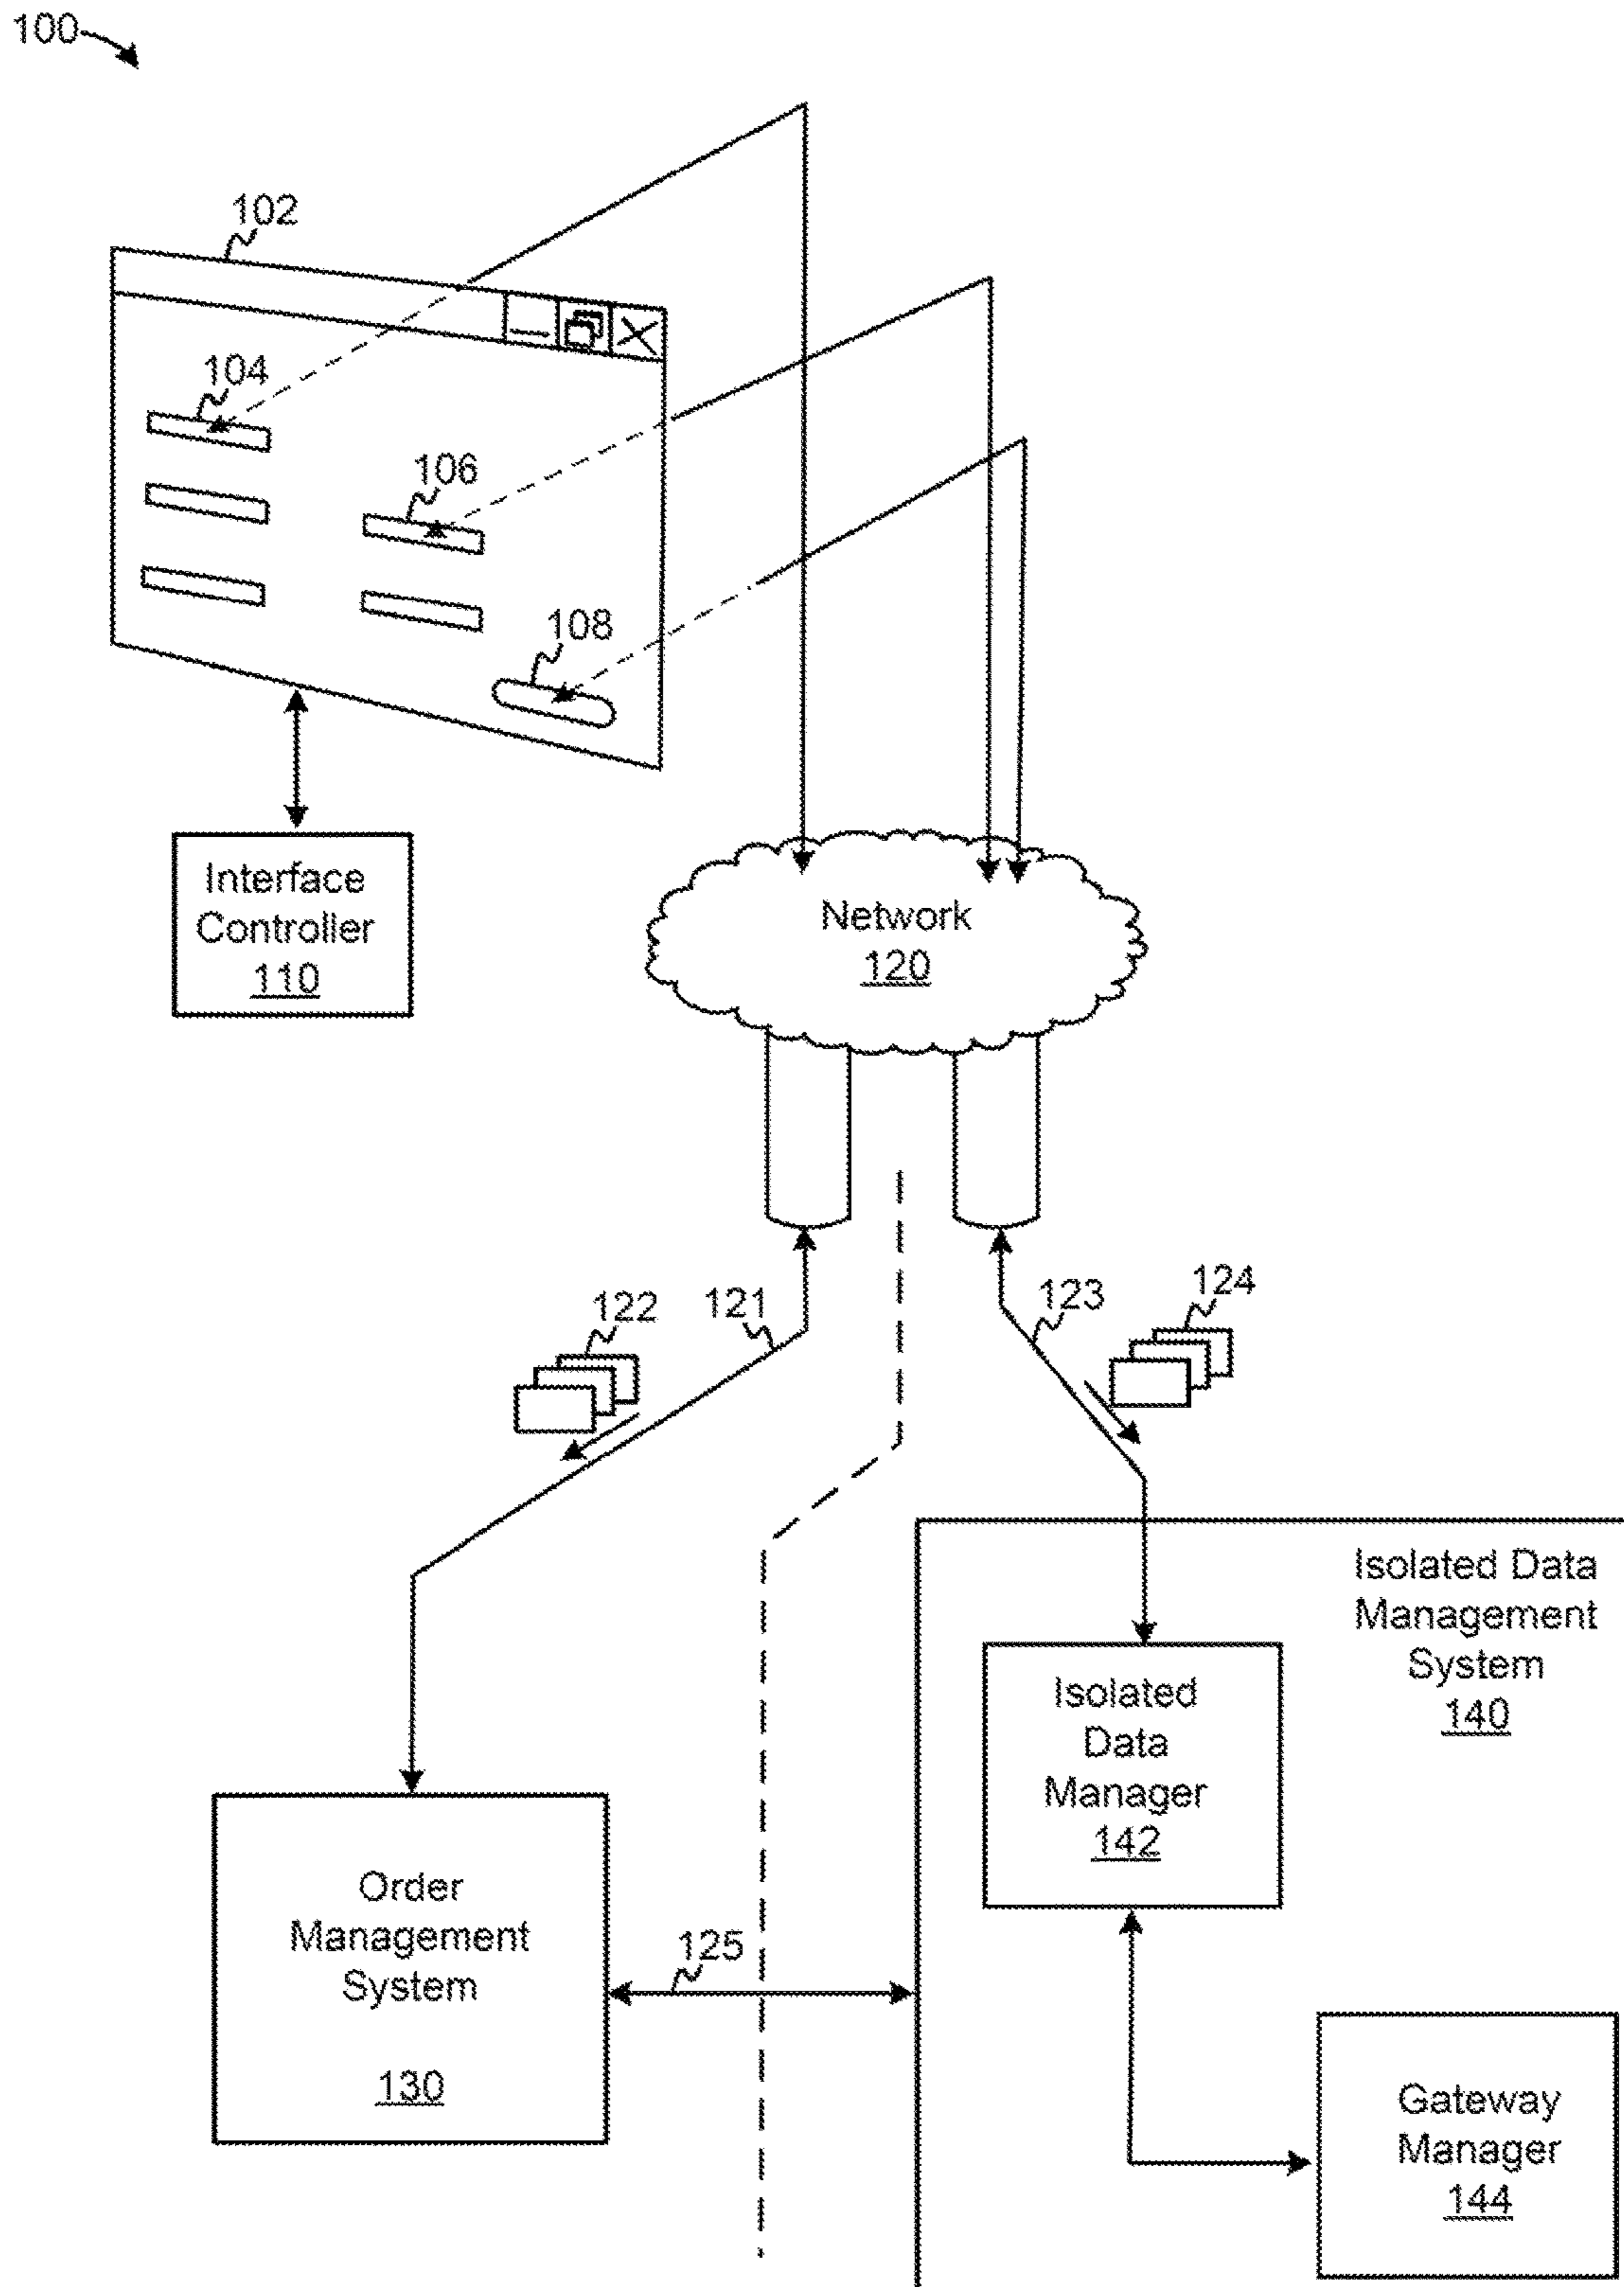 100
102
104
106
108
Interface
Controller
110
Network
120
122
121
123
124
Isolated Data
Management
System
140
Isolated
Data
Manager
142
Order
Management
System
130
125
Gateway
Manager
144